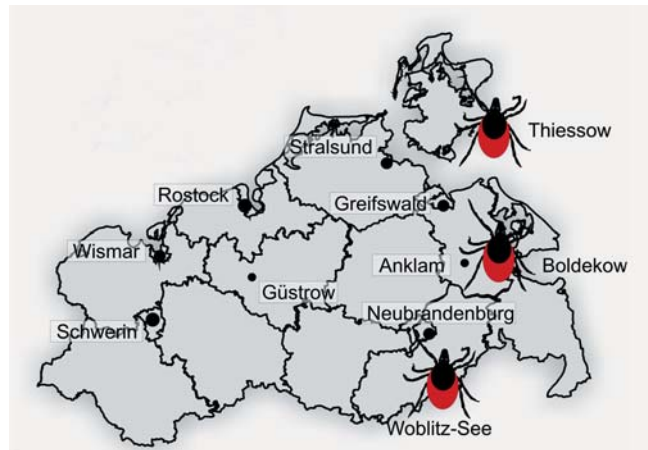 Thiessow
Stralsund
Rostock
Greifswald
Wismar
Anklam
Boldekow
Güstrow
Neubrandenburg
Schwerin
Woblitz-See